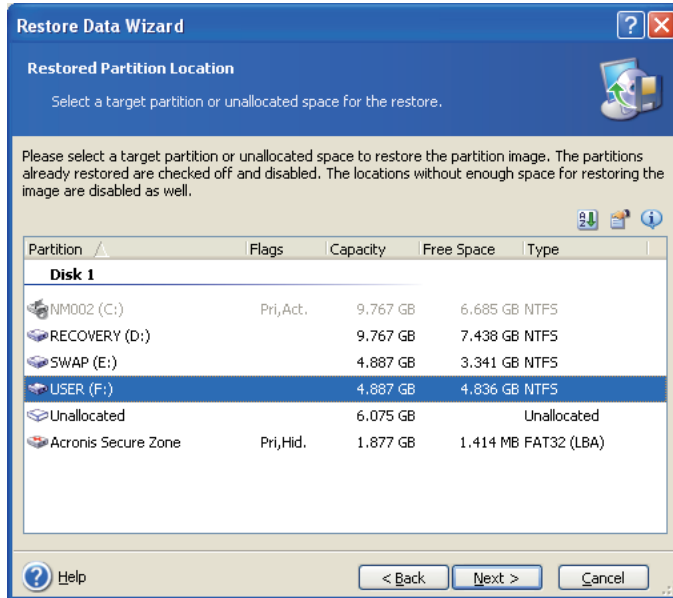 Restore Data Wizard
Restored Partition Location
Select a target partition or unallocated space for the restore.
Please select a target partition or unallocated space to restore the partition image. The partitions
already restored are checked off and disabled. The locations without enough space for restoring the
image are disabled as well.
Partition Flags Capacity Free Space Type
Disk 1
NM002 (C:) Pri,Act. 9.767 GB 6.685 GB NTFS
RECOVERY (D:) 9.767 GB 7.438 GB NTFS
SWAP (E:) 4.887 GB 3.341 GB NTFS
USER (F:) 4.887 GB 4.836 GB NTFS
Unallocated 6.075 GB Unallocated
Acronis Secure Zone Pri,Hid. 1.877 GB 1.414 MB FAT32 (LBA)
Help < Back Next > Cancel